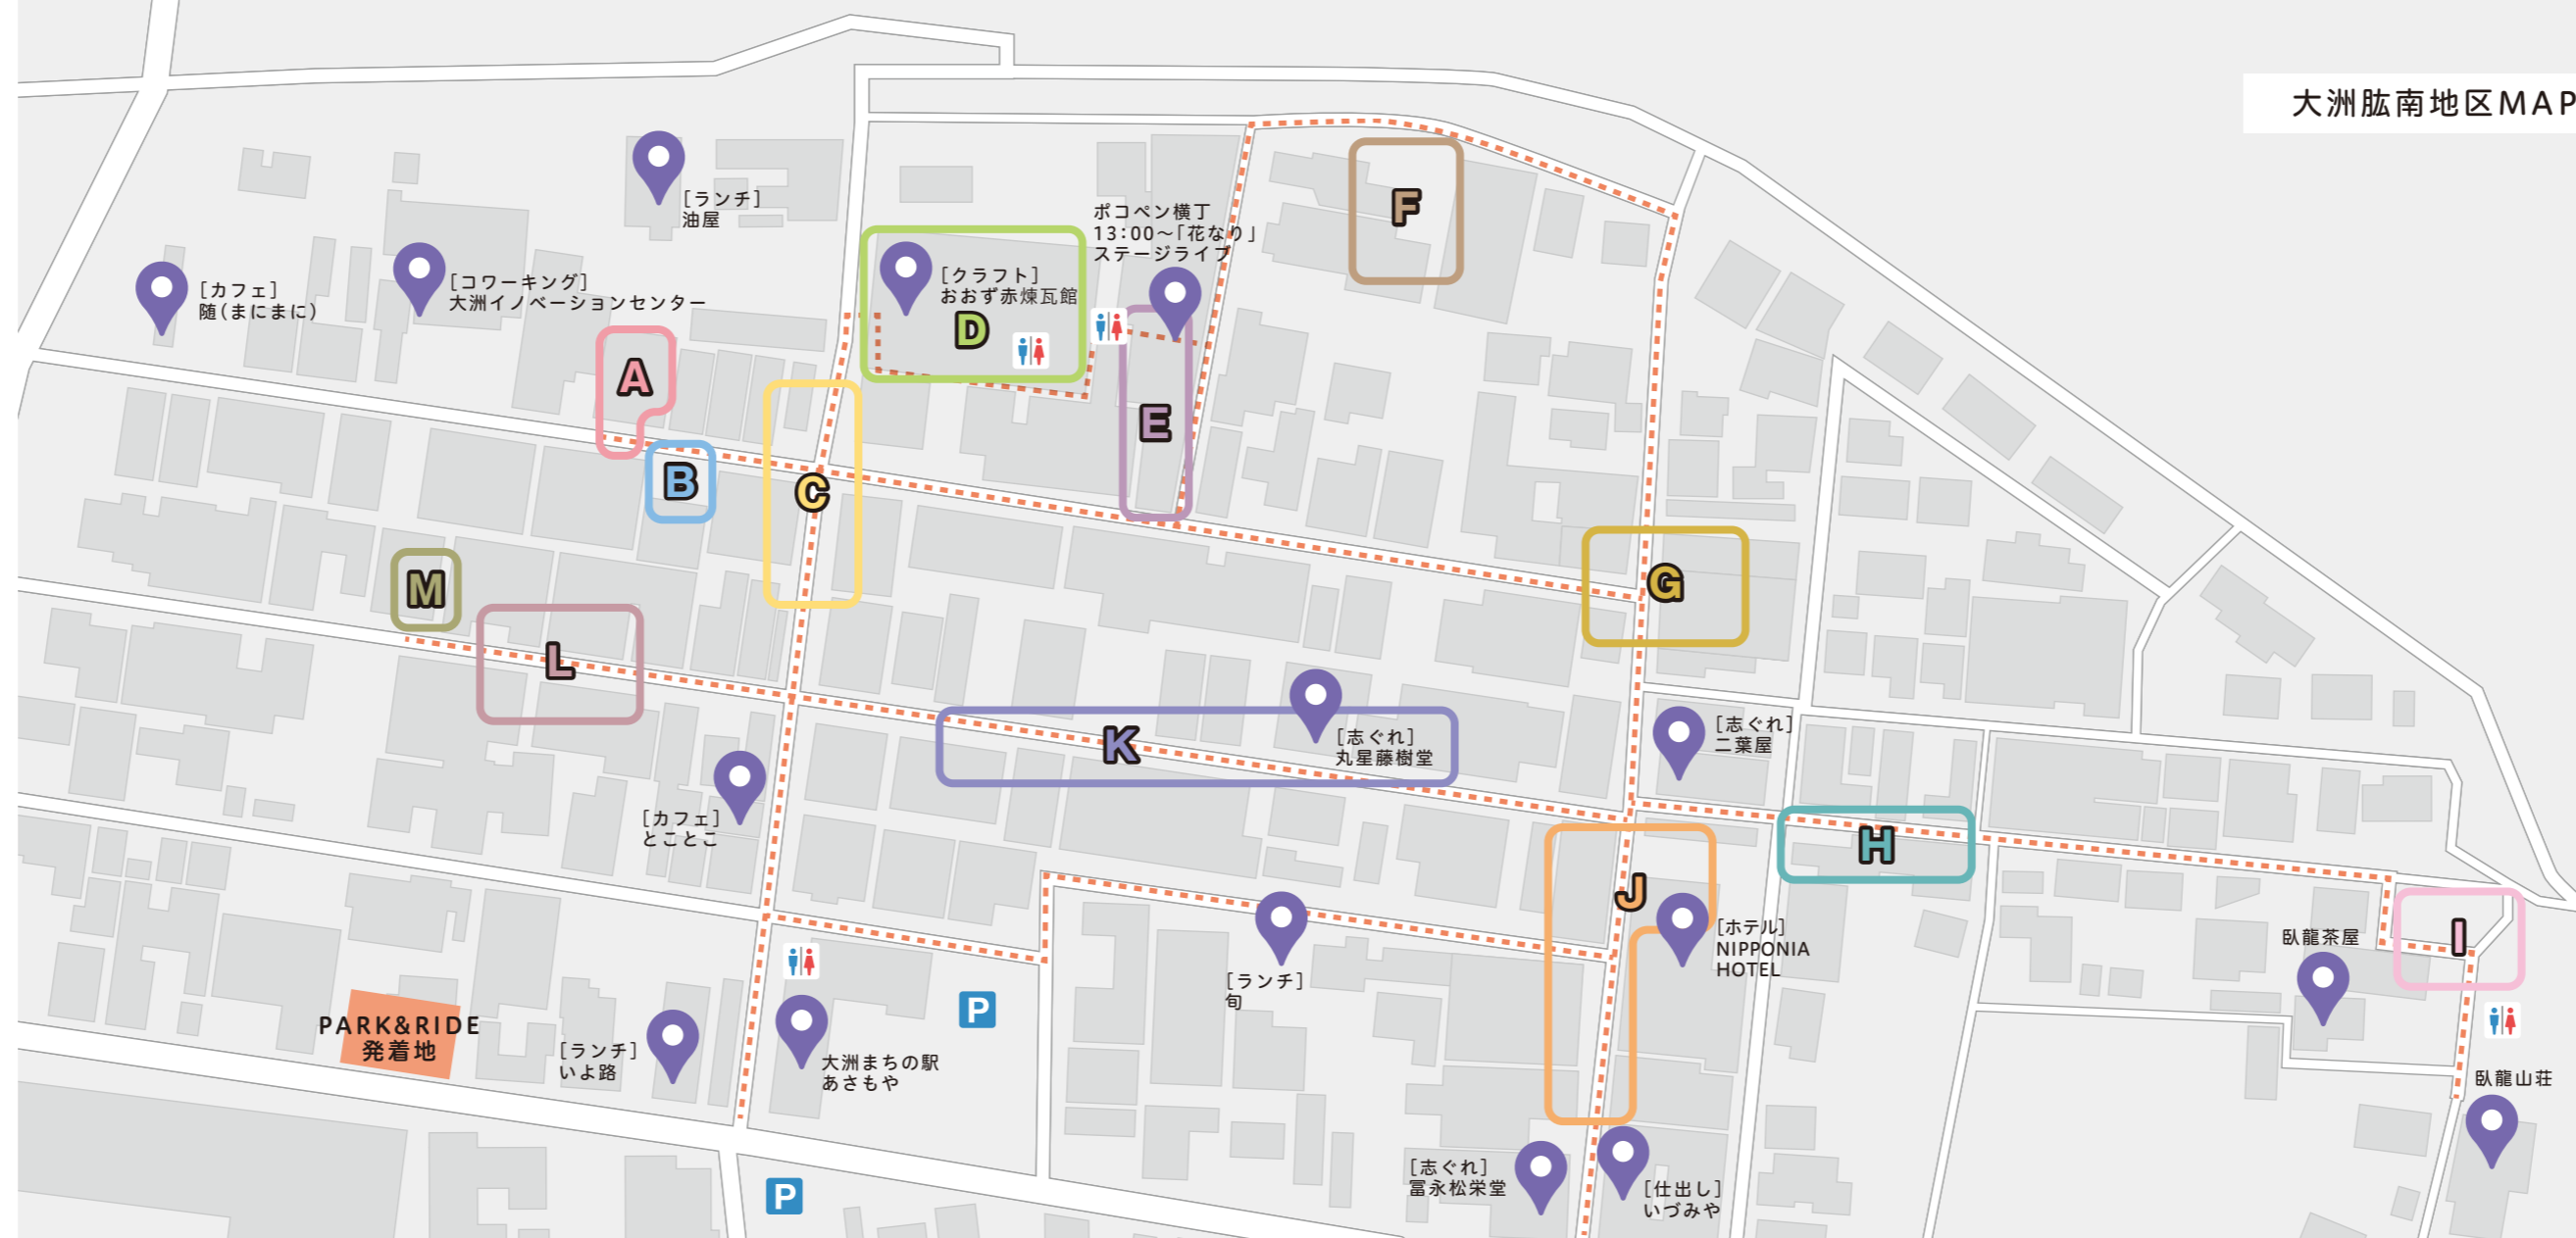 大洲肱南地区MAP
[ランチ]
油屋
[カフェ]
随(まにまに)
[コワーキング]
大洲イノベーションセンター
[クラフト]
おおず赤煉瓦館
ポコペン横丁
13:00～「花なり」
ステージライブ
A
B
C
D
E
F
G
M
L
K
[志ぐれ]
丸星藤樹堂
[志ぐれ]
二葉屋
H
[カフェ]
とことこ
J
[ホテル]
NIPPONIA
HOTEL
I
臥龍茶屋
臥龍山荘
[ランチ]
旬
P
PARK&RIDE
発着地
[ランチ]
いよ路
大洲まちの駅
あさもや
P
[志ぐれ]
冨永松栄堂
[仕出し]
いづみや